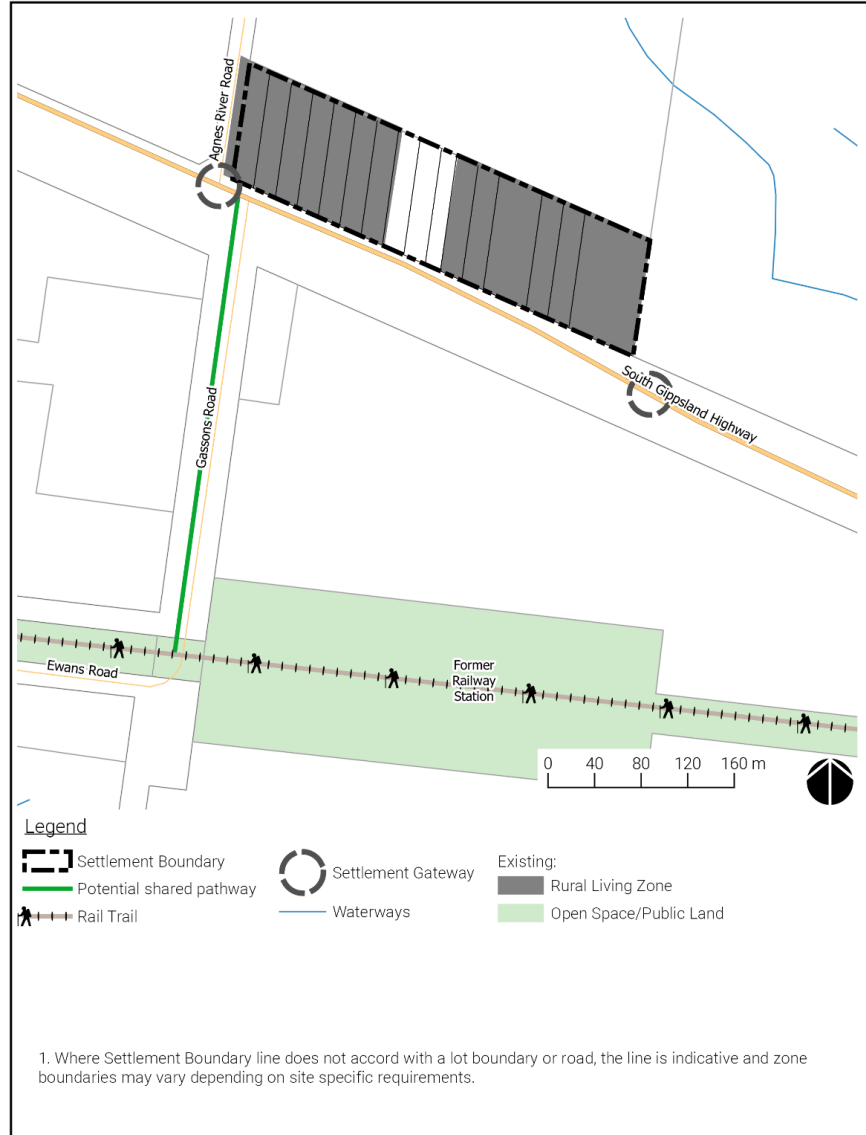 Agnes River Road
South Gippsland Highway
Gassons Road
Ewans Road
Former
Railway
Station
0 40 80 120 160 m
Legend
Settlement Boundary
Potential shared pathway
Rail Trail
Settlement Gateway
Waterways
Existing:
Rural Living Zone
Open Space/Public Land
1. Where Settlement Boundary line does not accord with a lot boundary or road, the line is indicative and zone
boundaries may vary depending on site specific requirements.